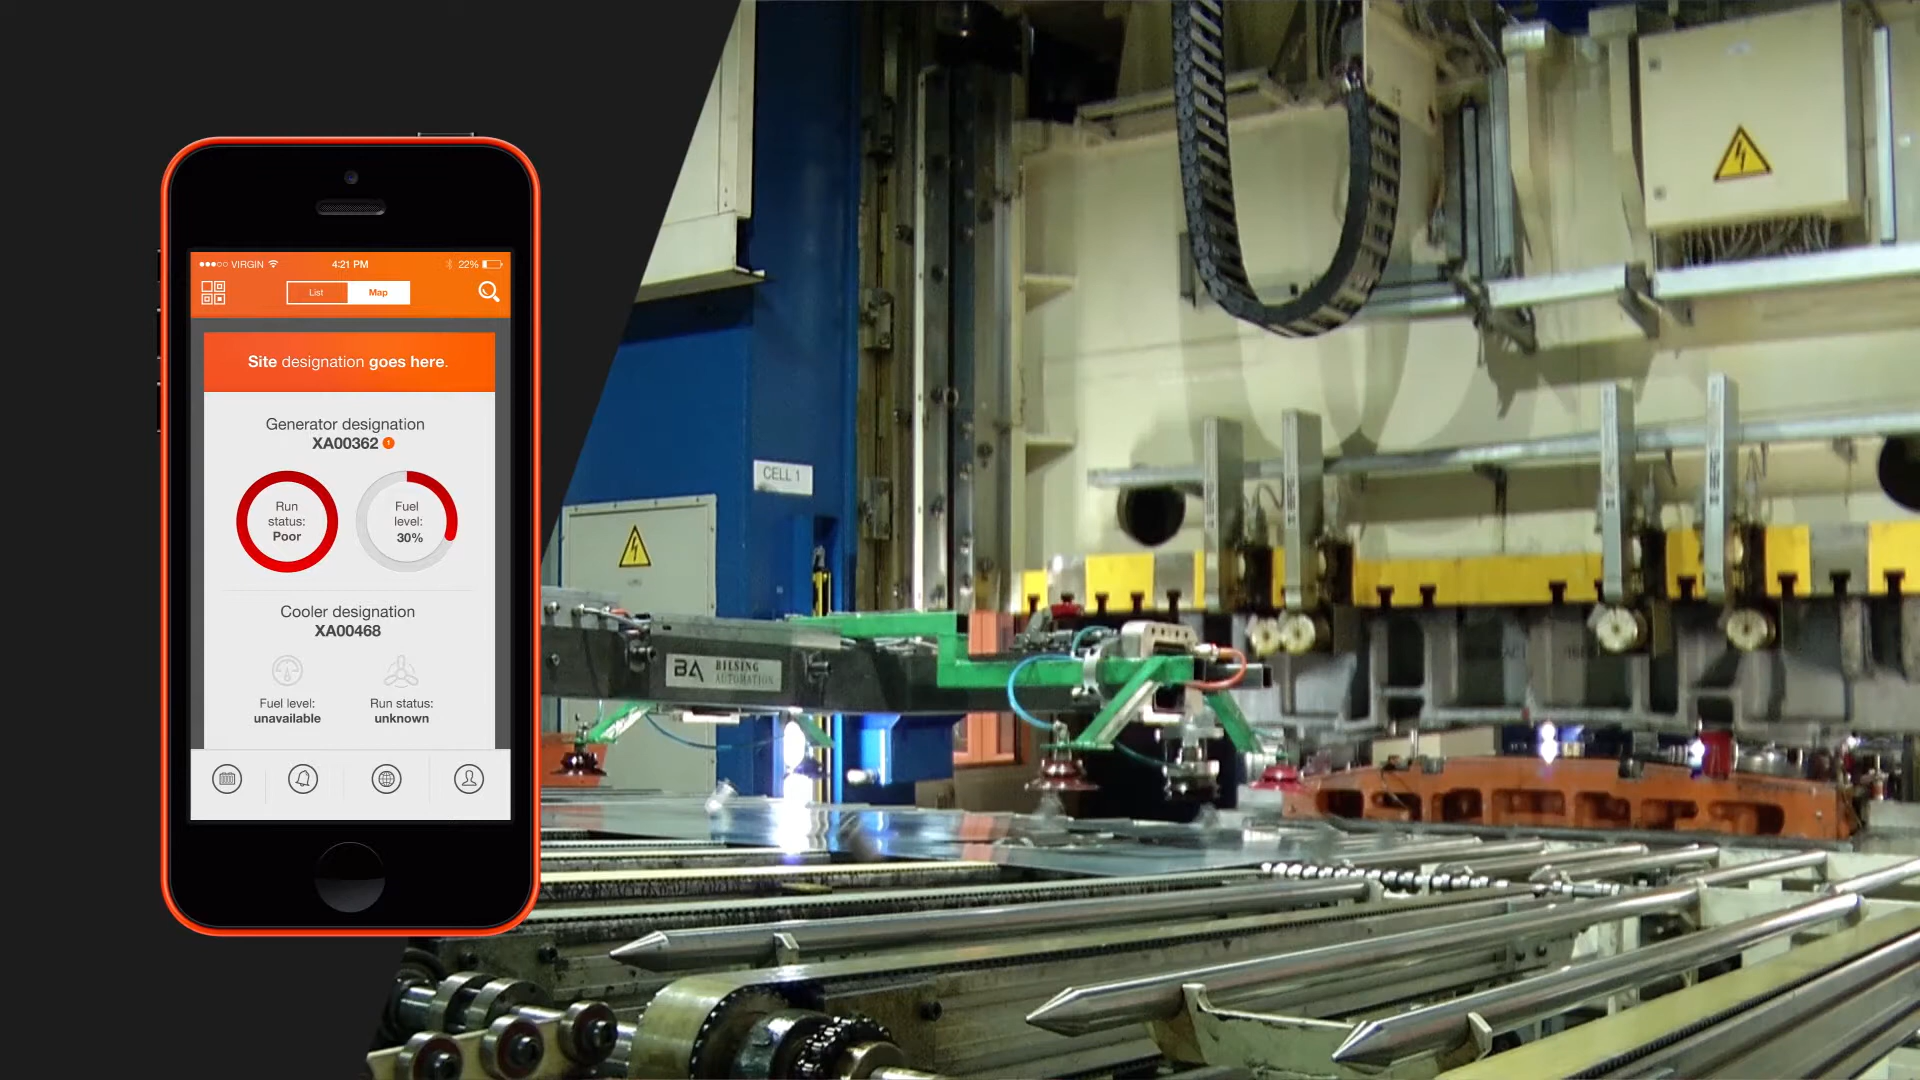 VIRGIN 4:21 PM 22%
List Map
Site designation goes here.
Generator designation
XA00362 1
Run status: Poor
Fuel level: 30%
Cooler designation
XA00468
Fuel level: unavailable
Run status: unknown
CELL 1
BA BILSING AUTOMATION